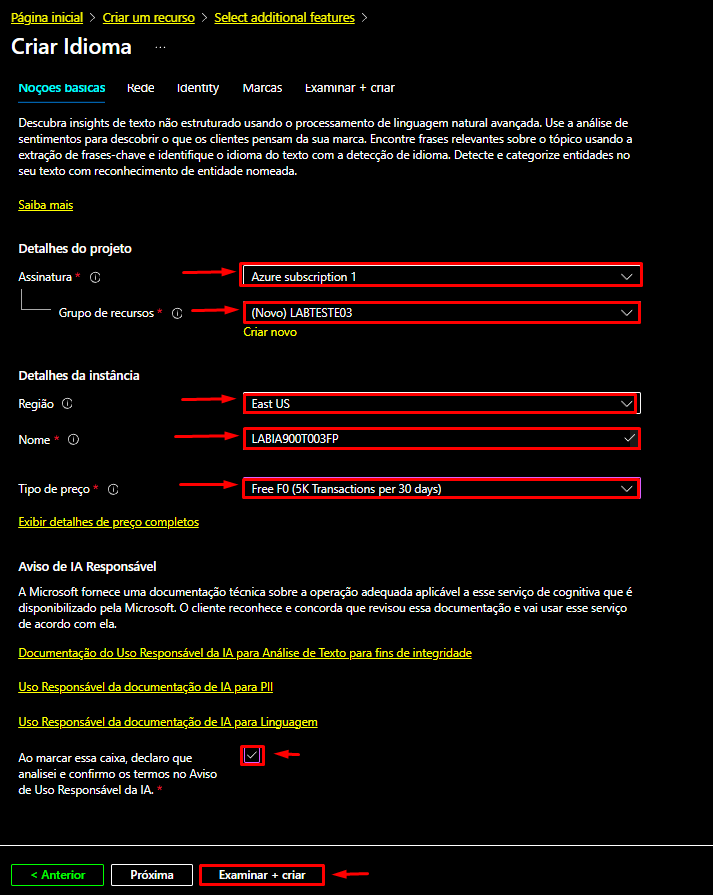 Página inicial > Criar um recurso > Select additional features >
Criar Idioma ...
Noções básicas Rede Identity Marcas Examinar + criar
Descubra insights de texto não estruturado usando o processamento de linguagem natural avançada. Use a análise de
sentimentos para descobrir o que os clientes pensam da sua marca. Encontre frases relevantes sobre o tópico usando a
extração de frases-chave e identifique o idioma do texto com a detecção de idioma. Detecte e categorize entidades no
seu texto com reconhecimento de entidade nomeada.
Saiba mais
Detalhes do projeto
Assinatura * Azure subscription 1
Grupo de recursos * (Novo) LABTESTE03
Criar novo
Detalhes da instância
Região East US
Nome * LABIA900T003FP
Tipo de preço * Free F0 (5K Transactions per 30 days)
Exibir detalhes de preço completos
Aviso de IA Responsável
A Microsoft fornece uma documentação técnica sobre a operação adequada aplicável a esse serviço de cognitiva que é
disponibilizado pela Microsoft. O cliente reconhece e concorda que revisou essa documentação e vai usar esse serviço
de acordo com ela.
Documentação do Uso Responsável da IA para Análise de Texto para fins de integridade
Uso Responsável da documentação de IA para PII
Uso Responsável da documentação de IA para Linguagem
Ao marcar essa caixa, declaro que
analisei e confirmo os termos no Aviso
de Uso Responsável da IA. *
< Anterior Próxima Examinar + criar